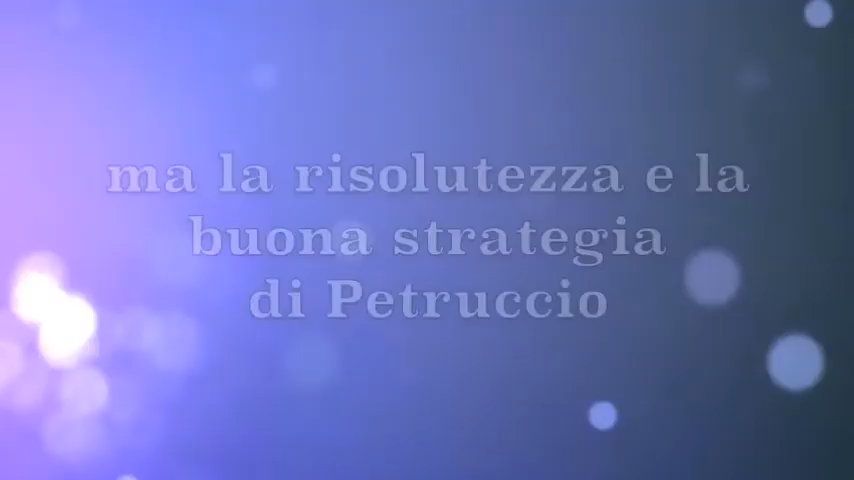 ma la risolutezza e la
buona strategia
di Petruccio